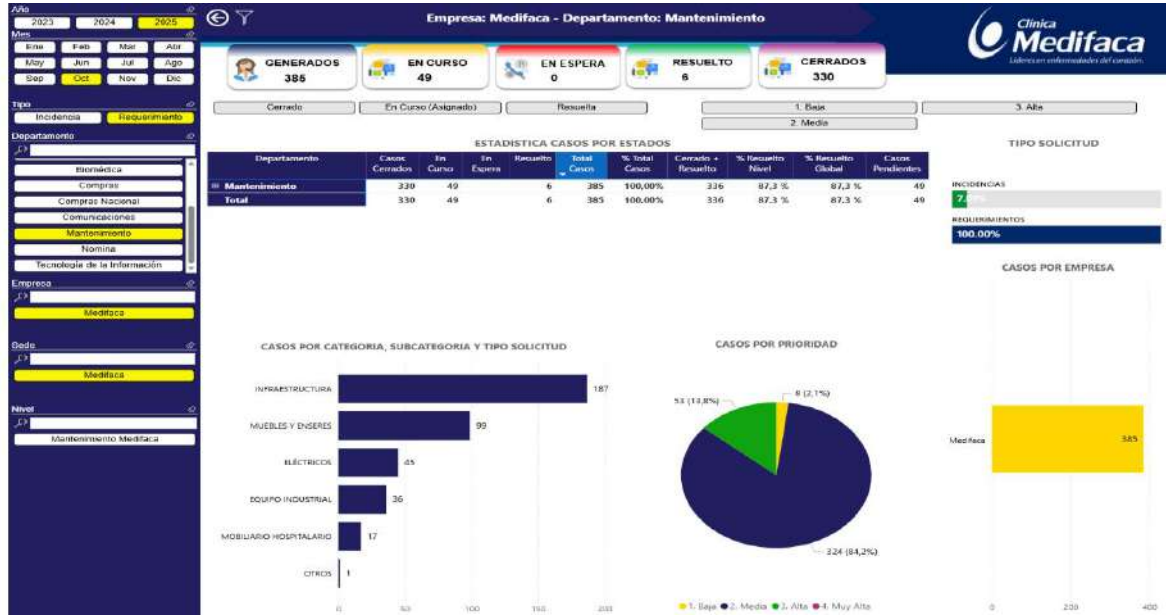 Año
2023 2024 2025
Mes
Ene Feb Mar Abr
May Jun Jul Ago
Sep Oct Nov Dic
Tipo
Incidencia Requerimiento
Departamento
Biomédica
Compras
Compras Nacional
Comunicaciones
Mantenimiento
Nomina
Tecnología de la Información
Empresa
Medifaca
Sede
Medifaca
Nivel
Mantenimiento Medifaca
Empresa: Medifaca - Departamento: Mantenimiento
Clínica
Medifaca
Líderes en enfermedades del corazón.
GENERADOS
385
EN CURSO
49
EN ESPERA
0
RESUELTO
6
CERRADOS
330
Cerrado En Curso (Asignado) Resuelta 1. Baja 3. Alta
2. Media
ESTADISTICA CASOS POR ESTADOS
Departamento Casos Cerrados En Curso En Espera Resuelto Total Casos % Total Casos Cerrado + Resuelto % Resuelto Nivel % Resuelto Global Casos Pendientes
Mantenimiento 330 49 6 385 100,00% 336 87,3 % 87,3 % 49
Total 330 49 6 385 100,00% 336 87,3 % 87,3 % 49
TIPO SOLICITUD
INCIDENCIAS
REQUERIMIENTOS
100.00%
CASOS POR EMPRESA
Medifaca 385
0 200 400
CASOS POR CATEGORIA, SUBCATEGORIA Y TIPO SOLICITUD
INFRAESTRUCTURA 187
MUEBLES Y ENSERES 99
ELÉCTRICOS 45
EQUIPO INDUSTRIAL 36
MOBILIARIO HOSPITALARIO 17
OTROS 1
0 50 100 150 200
CASOS POR PRIORIDAD
53 (13,8%)
8 (2,1%)
324 (84,2%)
1. Baja 2. Media 3. Alta 4. Muy Alta